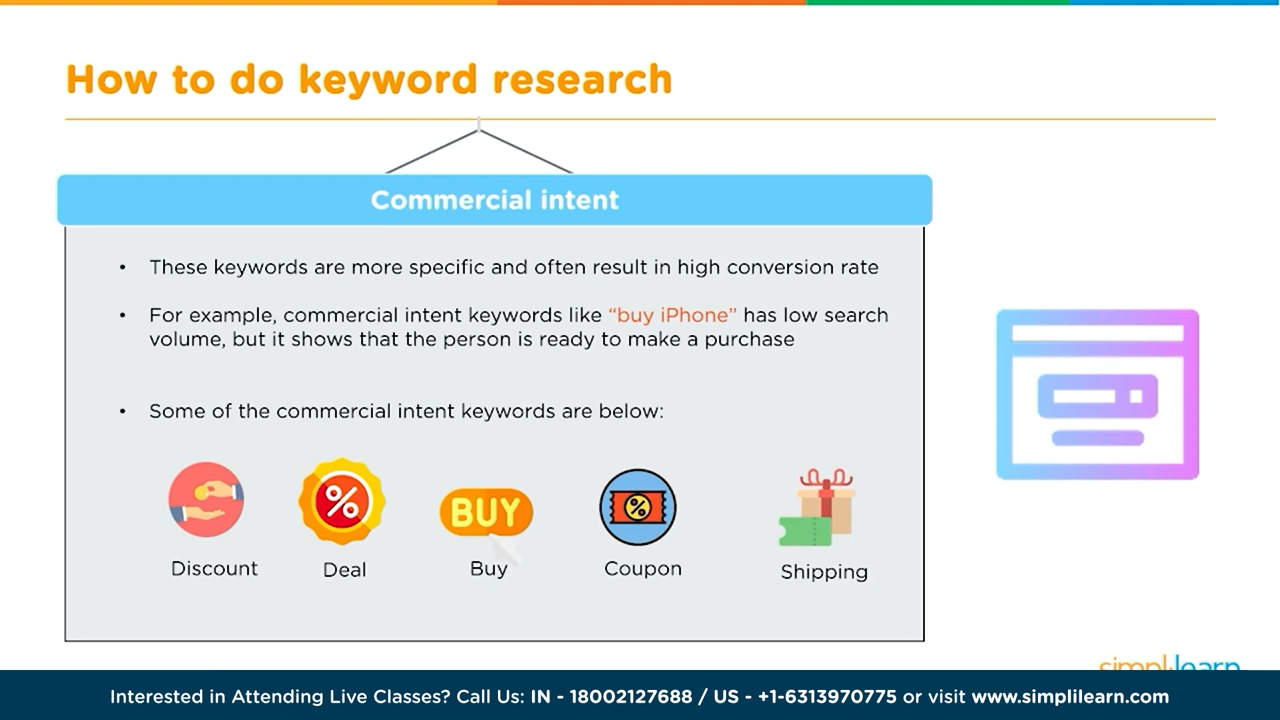 How to do keyword research
Commercial intent
• These keywords are more specific and often result in high conversion rate
• For example, commercial intent keywords like “buy iPhone” has low search
volume, but it shows that the person is ready to make a purchase
• Some of the commercial intent keywords are below:
BUY
Discount Deal Buy Coupon Shipping
simplilearn
Interested in Attending Live Classes? Call Us: IN - 18002127688 / US - +1-6313970775 or visit www.simplilearn.com